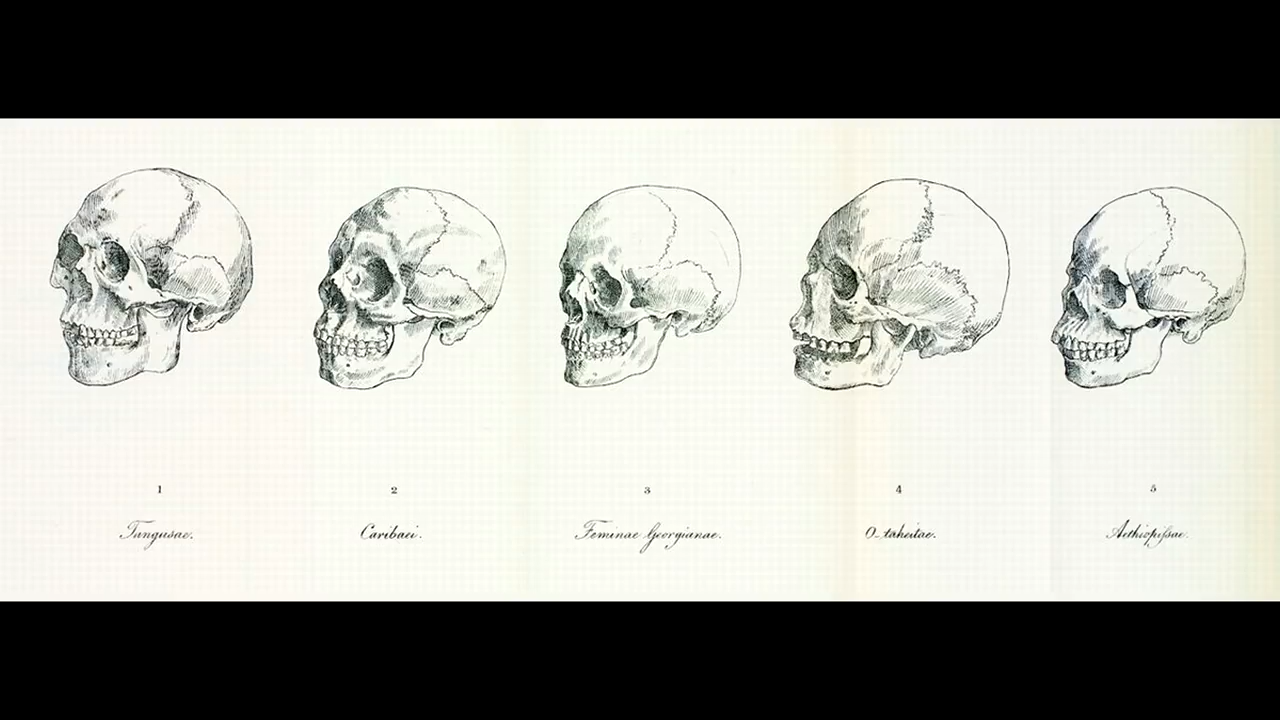 1
2
3
4
5
Tungusae.
Caribaei.
Feminae Georgianae.
O-taheitae.
Aethiopissae.